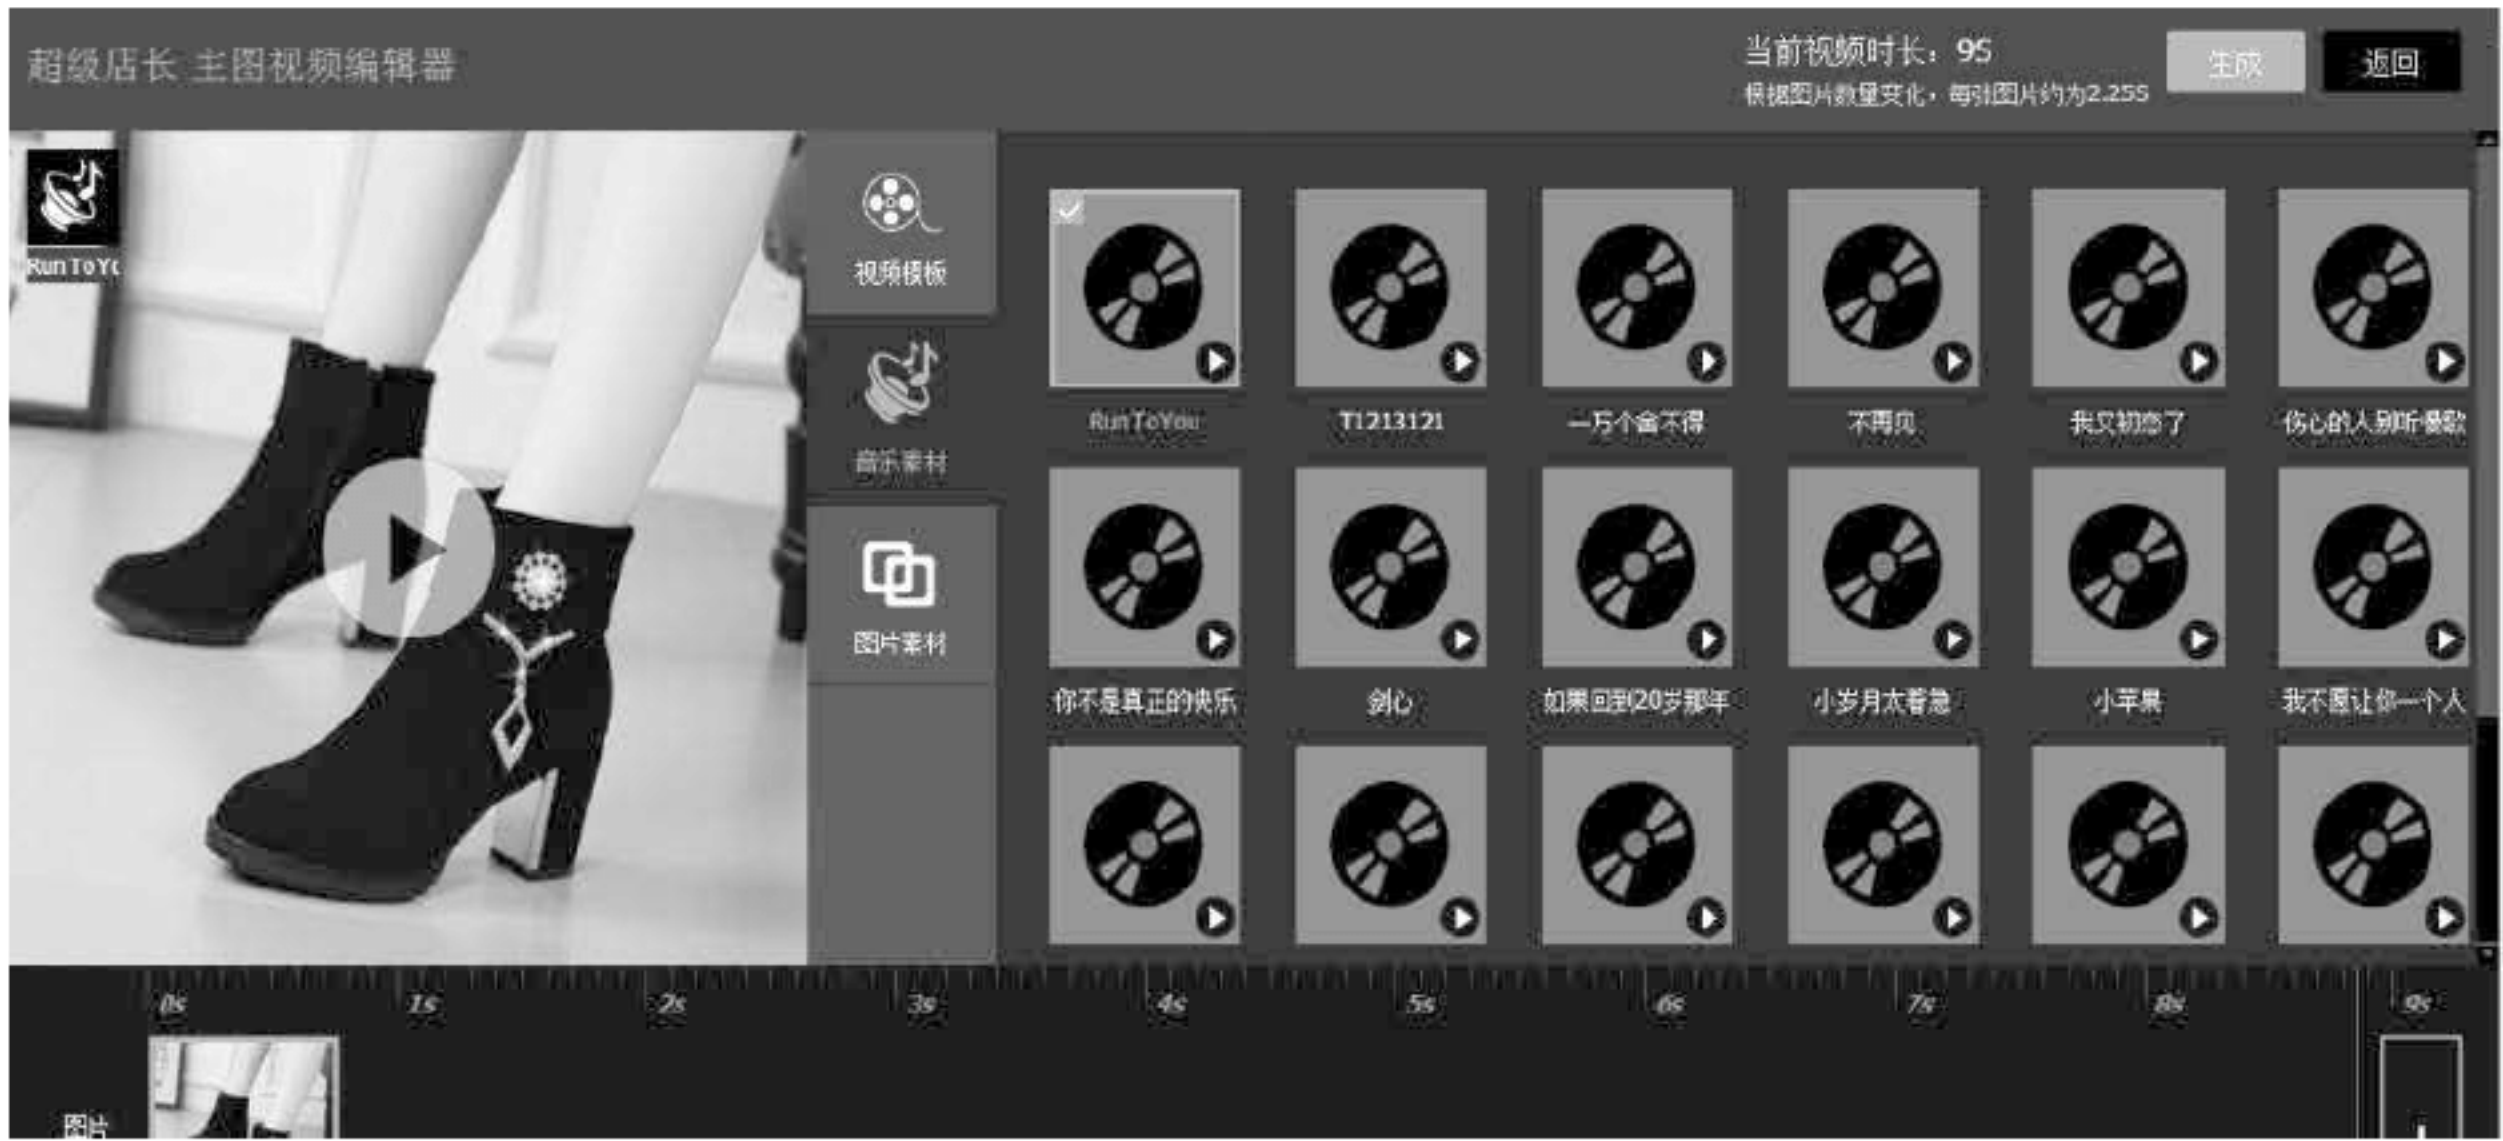 超级店长 主图视频编辑器
当前视频时长：9S
根据图片数量变化，每张图片约为2.25S
生成
返回
RunToYo
视频模板
音乐素材
图片素材
RunToYou
T1213121
一万个舍不得
不再见
我又初恋了
伤心的人别听慢歌
你不是真正的快乐
剑心
如果回到20岁那年
小岁月太着急
小苹果
我不愿让你一个人
0s
1s
2s
3s
4s
5s
6s
7s
8s
9s
图片